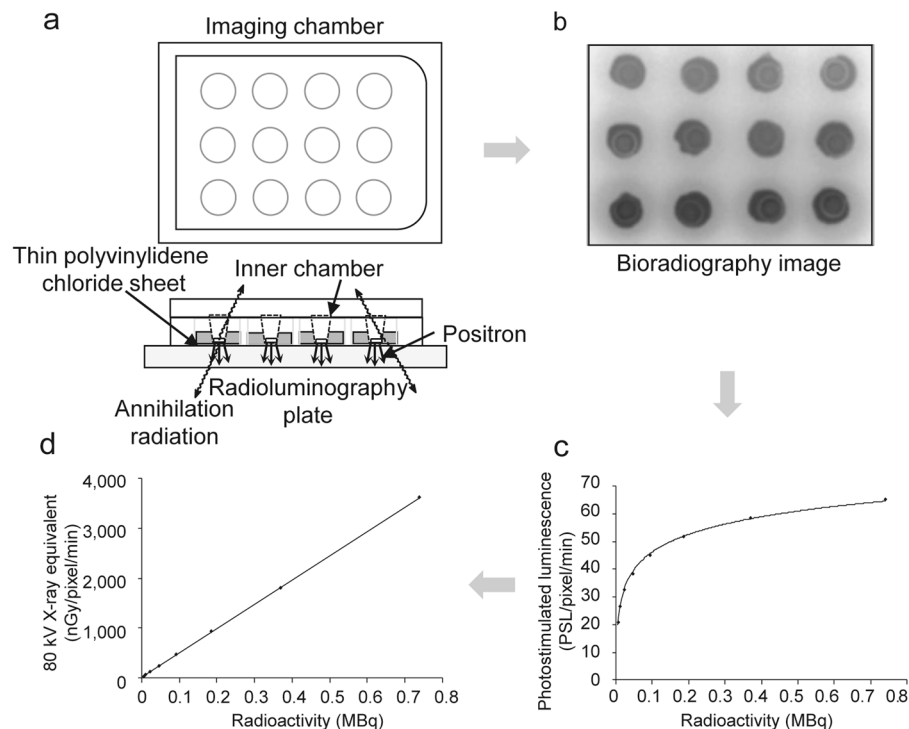 a
Imaging chamber
b
Thin polyvinylidene
chloride sheet
Inner chamber
Positron
Radioluminography
plate
Annihilation
radiation
Bioradiography image
d
80 kV X-ray equivalent
(nGy/pixel/min)
4,000
3,000
2,000
1,000
0
0 0.1 0.2 0.3 0.4 0.5 0.6 0.7 0.8
Radioactivity (MBq)
c
Photostimulated luminescence
(PSL/pixel/min)
70
60
50
40
30
20
10
0
0 0.1 0.2 0.3 0.4 0.5 0.6 0.7 0.8
Radioactivity (MBq)